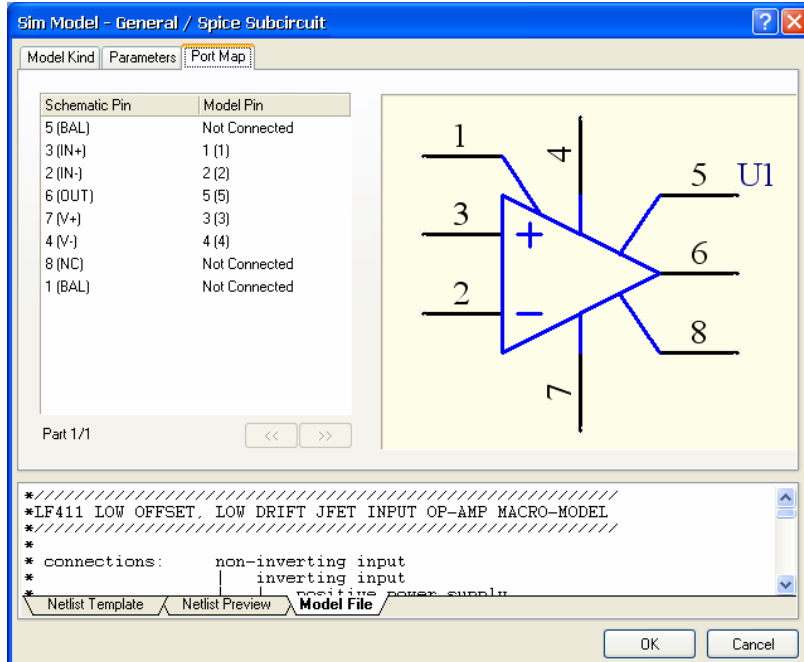 Sim Model - General / Spice Subcircuit
Model Kind Parameters Port Map
Schematic Pin Model Pin
5 (BAL) Not Connected
3 (IN+) 1 (1)
2 (IN-) 2 (2)
6 (OUT) 5 (5)
7 (V+) 3 (3)
4 (V-) 4 (4)
8 (NC) Not Connected
1 (BAL) Not Connected
Part 1/1 << >>
1
4
5 U1
3
+
6
2
−
8
7
*//////////////////////////////////////////////////////////
*LF411 LOW OFFSET, LOW DRIFT JFET INPUT OP-AMP MACRO-MODEL
*//////////////////////////////////////////////////////////
*
* connections: non-inverting input
* | inverting input
* | | positive power supply
Netlist Template Netlist Preview Model File
OK Cancel